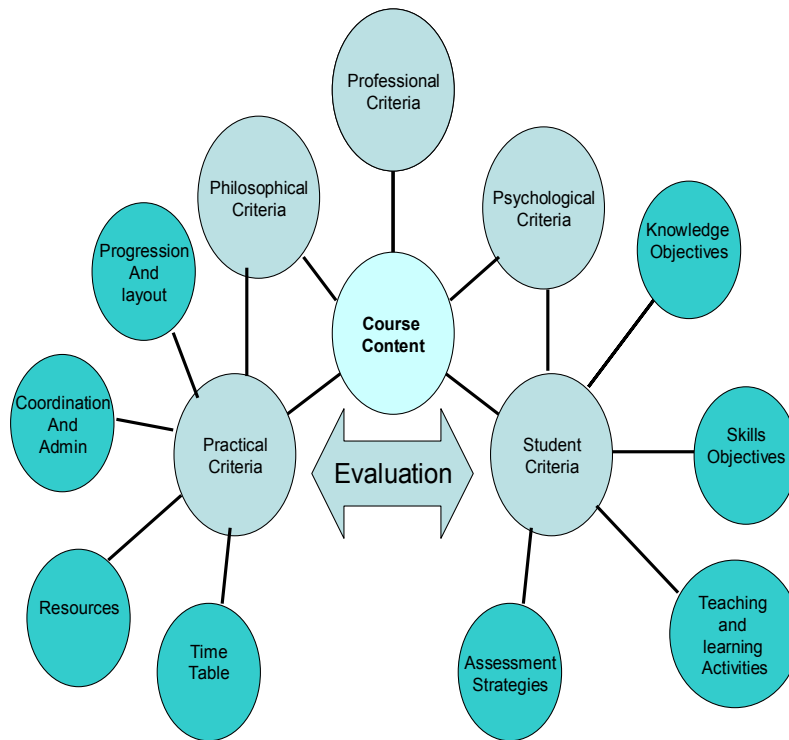 Professional
Criteria
Philosophical
Criteria
Psychological
Criteria
Knowledge
Objectives
Progression
And
layout
Course
Content
Coordination
And
Admin
Practical
Criteria
Evaluation
Student
Criteria
Skills
Objectives
Resources
Time
Table
Assessment
Strategies
Teaching
and
learning
Activities